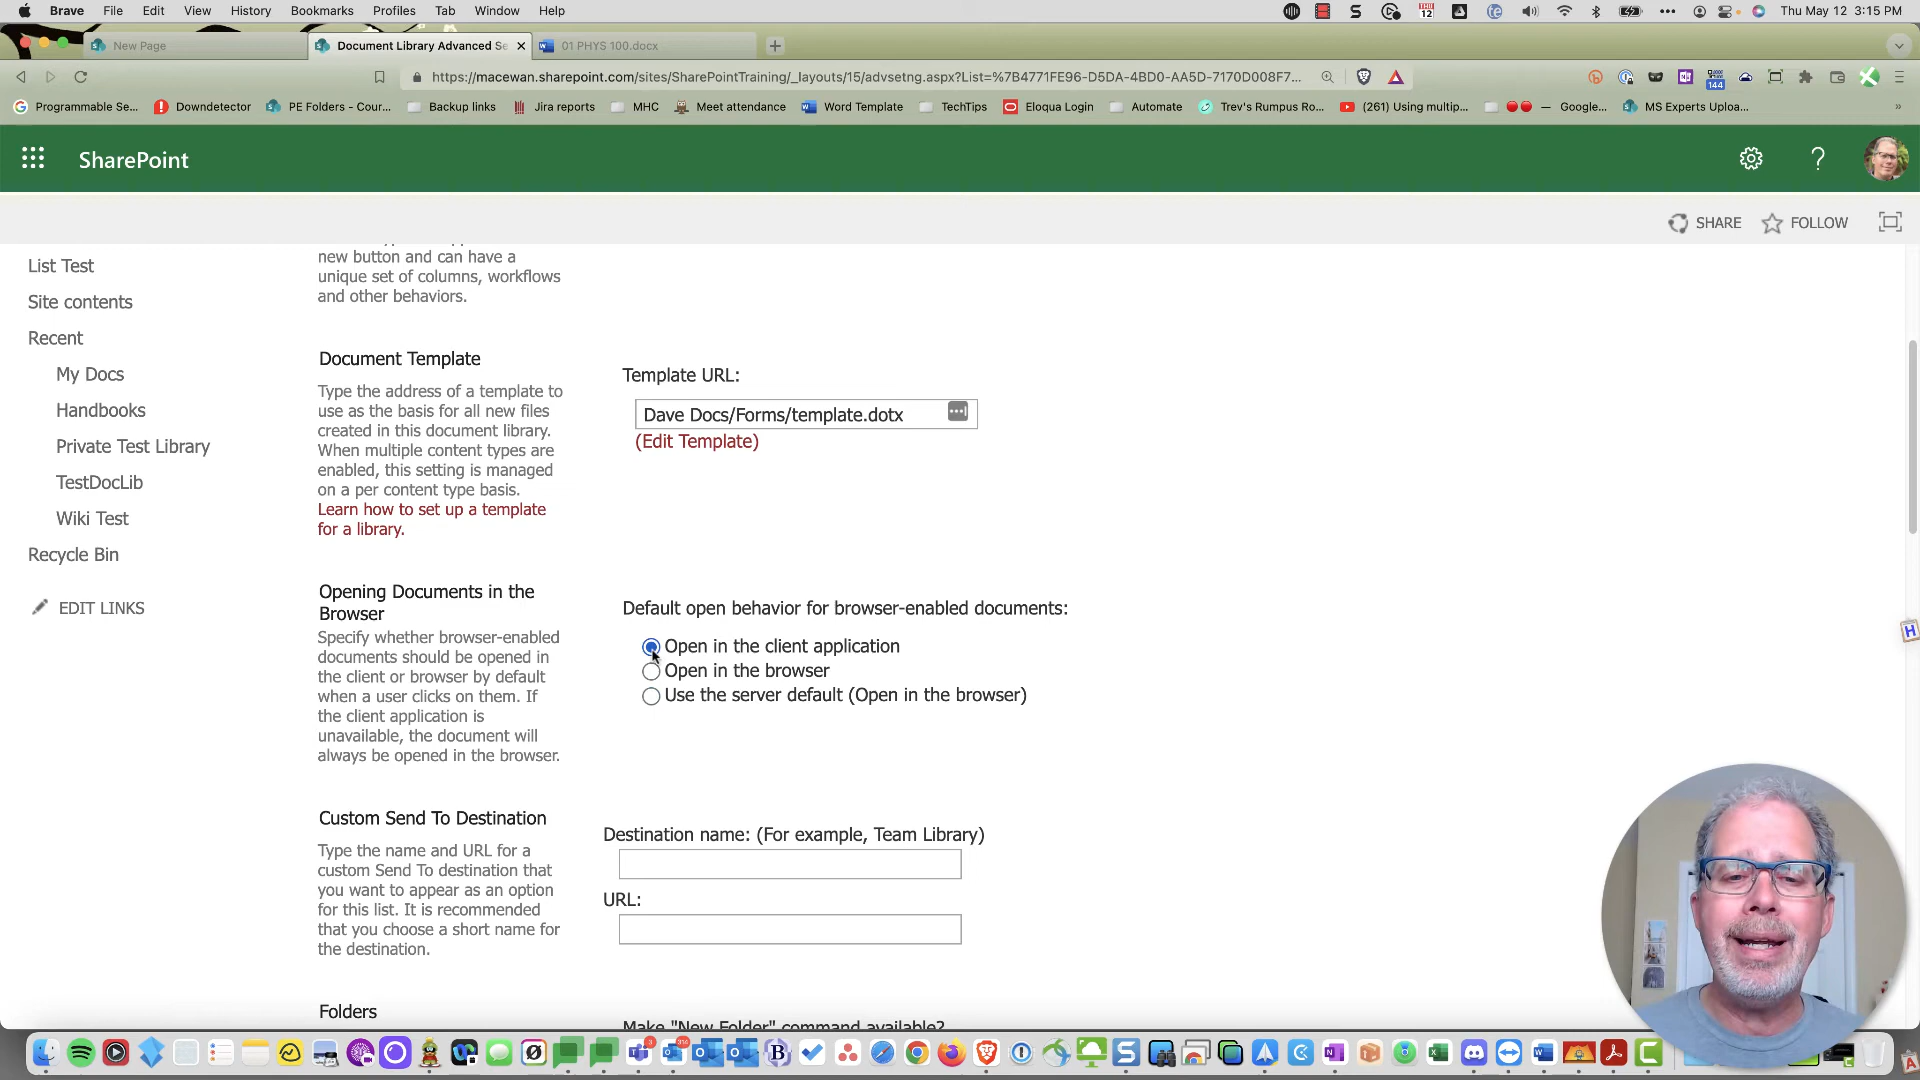 Brave File Edit View History Bookmarks Profiles Tab Window Help Thu May 12 3:15 PM
New Page Document Library Advanced Se 01 PHYS 100.docx
https://macewan.sharepoint.com/sites/SharePointTraining/_layouts/15/advsetng.aspx?List=%7B4771FE96-D5DA-4BD0-AA5D-7170D008F7... 144
Programmable Se... Downdetector PE Folders - Cour... Backup links Jira reports MHC Meet attendance Word Template TechTips Eloqua Login Automate Trev's Rumpus Ro... (261) Using multip... — Google... MS Experts Uploa... »
SharePoint
SHARE FOLLOW
List Test
Site contents
Recent
My Docs
Handbooks
Private Test Library
TestDocLib
Wiki Test
Recycle Bin
EDIT LINKS
new button and can have a
unique set of columns, workflows
and other behaviors.
Document Template
Type the address of a template to
use as the basis for all new files
created in this document library.
When multiple content types are
enabled, this setting is managed
on a per content type basis.
Learn how to set up a template
for a library.
Template URL:
Dave Docs/Forms/template.dotx
(Edit Template)
Opening Documents in the
Browser
Specify whether browser-enabled
documents should be opened in
the client or browser by default
when a user clicks on them. If
the client application is
unavailable, the document will
always be opened in the browser.
Default open behavior for browser-enabled documents:
Open in the client application
Open in the browser
Use the server default (Open in the browser)
Custom Send To Destination
Type the name and URL for a
custom Send To destination that
you want to appear as an option
for this list. It is recommended
that you choose a short name for
the destination.
Destination name: (For example, Team Library)
URL:
Folders
Make "New Folder" command available?